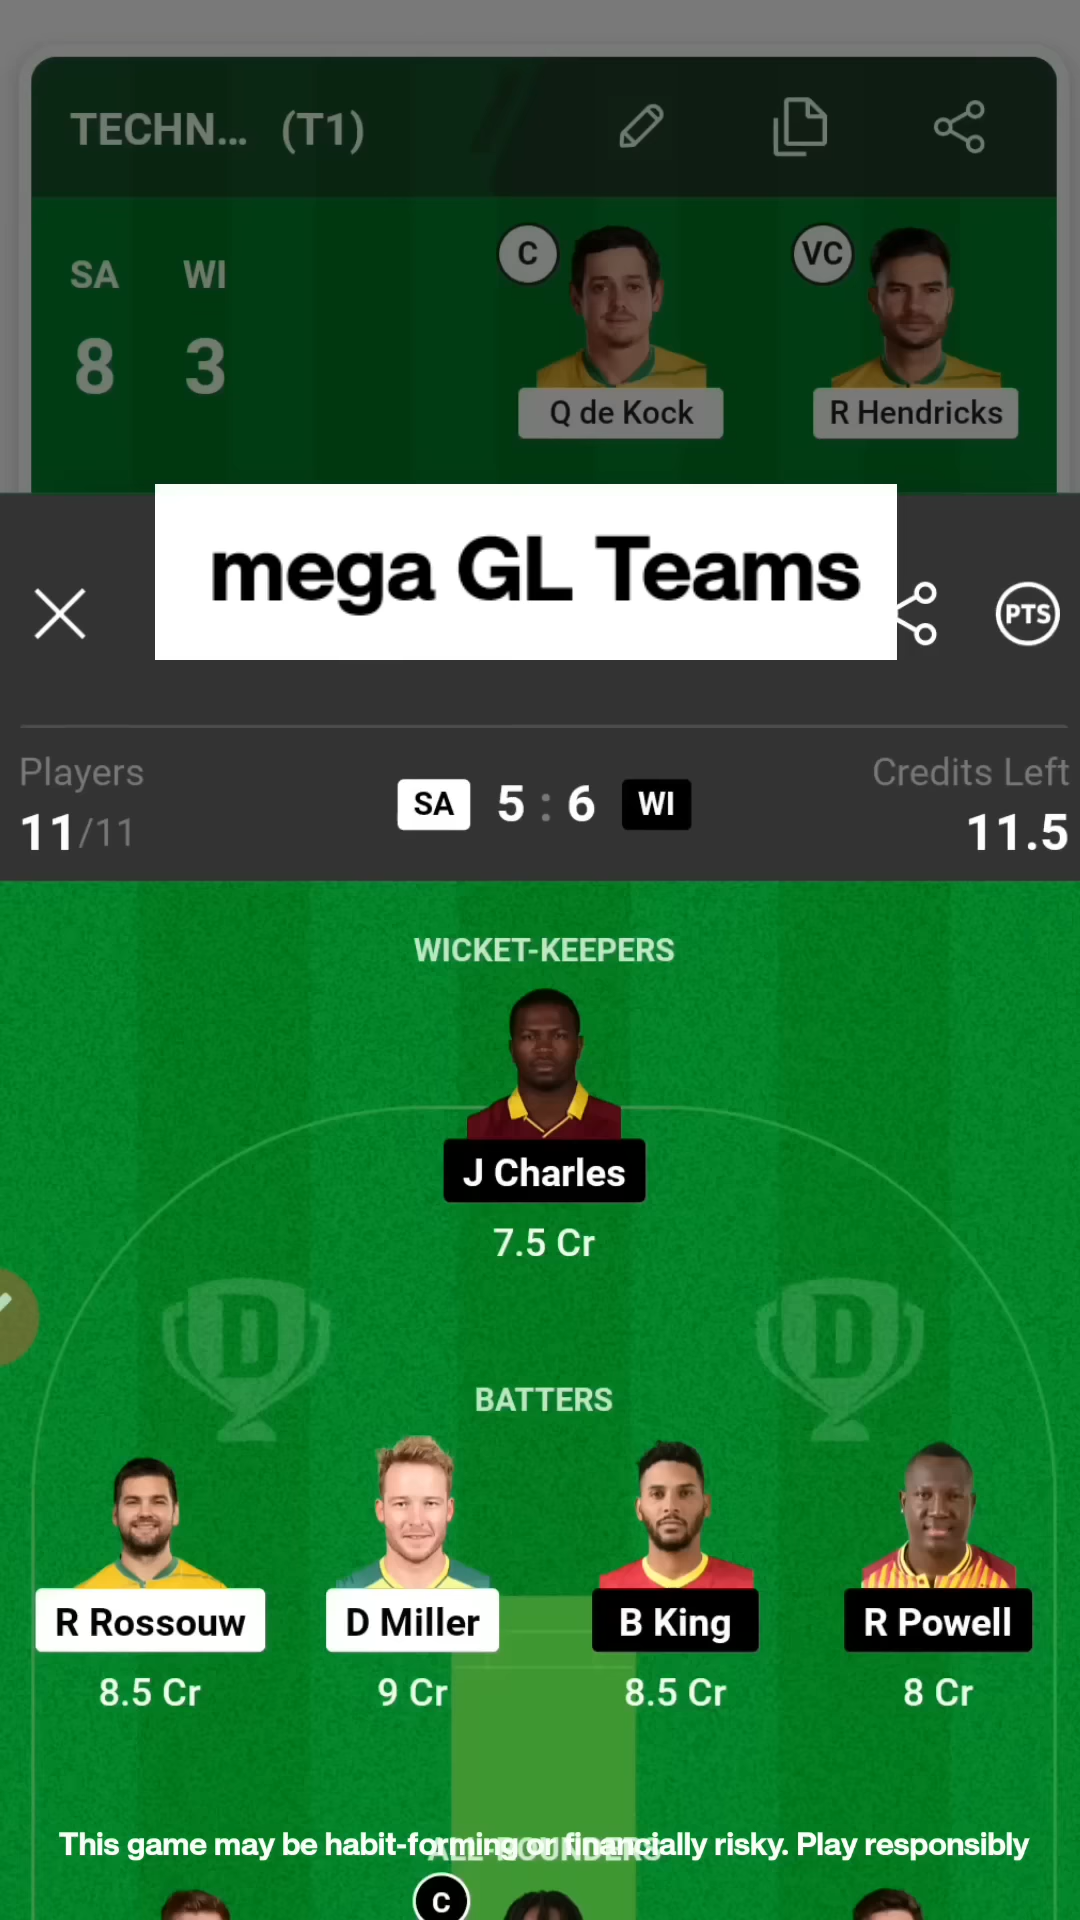 TECHN... (T1)
SA WI
8 3
C
VC
Q de Kock
R Hendricks
mega GL Teams
PTS
Players
Credits Left
11/11
SA 5 : 6 WI
11.5
WICKET-KEEPERS
J Charles
7.5 Cr
D D
BATTERS
R Rossouw D Miller B King R Powell
8.5 Cr 9 Cr 8.5 Cr 8 Cr
ALL-ROUNDERS
This game may be habit-forming or financially risky. Play responsibly
C